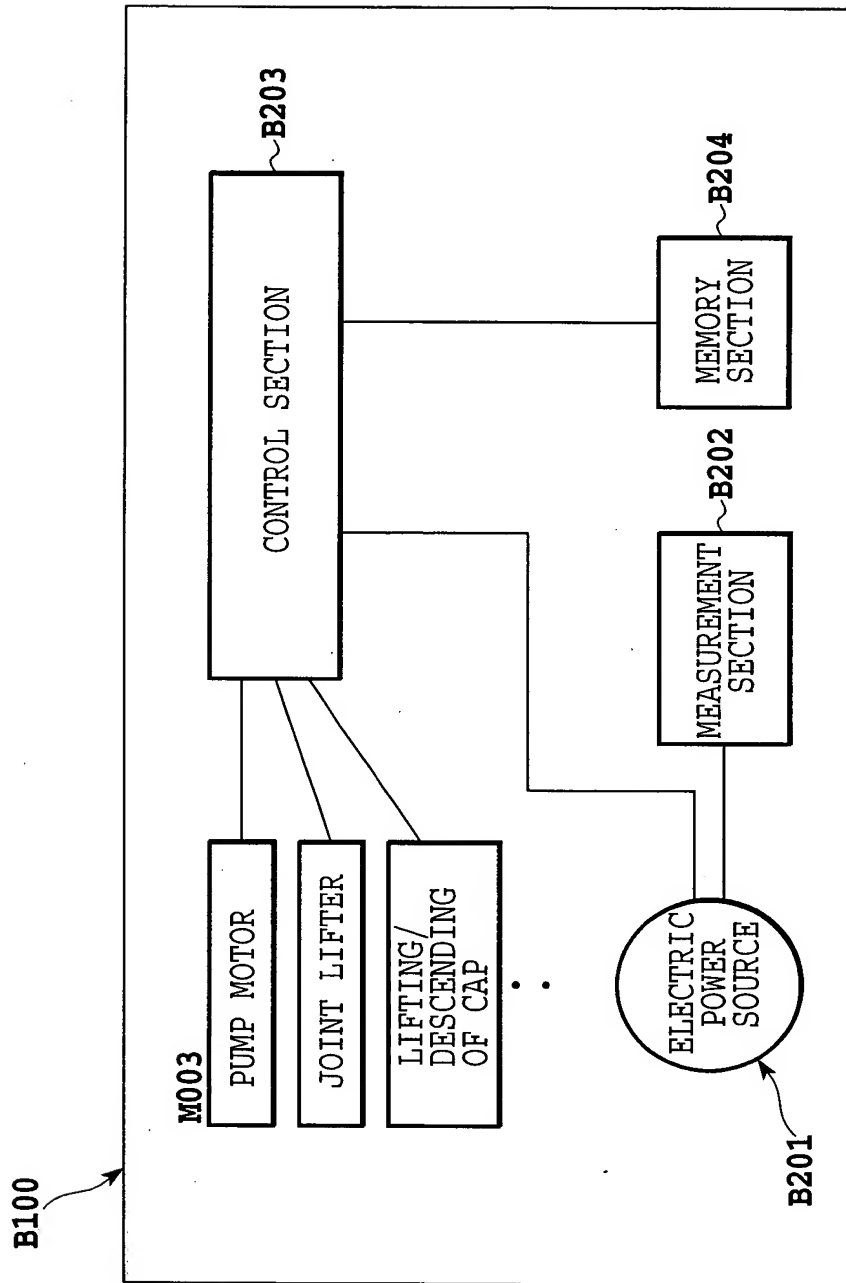 B100
M003
PUMP MOTOR
JOINT LIFTER
LIFTING/
DESCENDING
OF CAP
CONTROL SECTION
B203
ELECTRIC
POWER
SOURCE
B201
MEASUREMENT
SECTION
B202
MEMORY
SECTION
B204